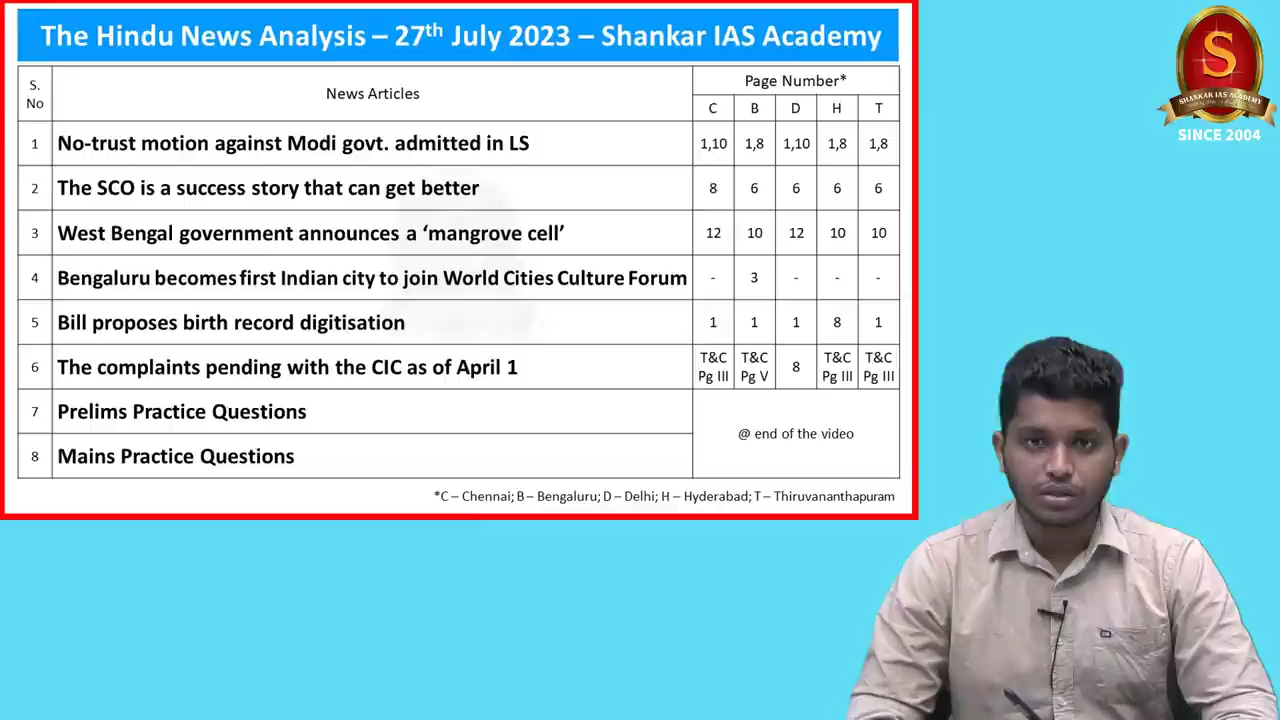 The Hindu News Analysis – 27th July 2023 – Shankar IAS Academy
S. No News Articles Page Number*
C B D H T
1 No-trust motion against Modi govt. admitted in LS 1,10 1,8 1,10 1,8 1,8
2 The SCO is a success story that can get better 8 6 6 6 6
3 West Bengal government announces a ‘mangrove cell’ 12 10 12 10 10
4 Bengaluru becomes first Indian city to join World Cities Culture Forum - 3 - - -
5 Bill proposes birth record digitisation 1 1 1 8 1
6 The complaints pending with the CIC as of April 1 T&C Pg III T&C Pg V 8 T&C Pg III T&C Pg III
7 Prelims Practice Questions
@ end of the video
8 Mains Practice Questions
*C – Chennai; B – Bengaluru; D – Delhi; H – Hyderabad; T – Thiruvananthapuram
S
SHANKAR IAS ACADEMY
SINCE 2004